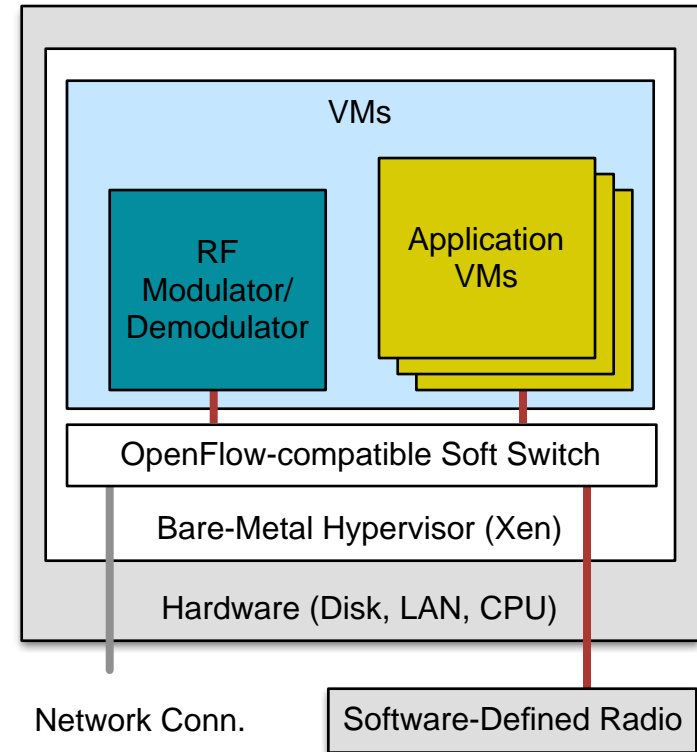 VMs
RF
Modulator/
Demodulator
Application
VMs
OpenFlow-compatible Soft Switch
Bare-Metal Hypervisor (Xen)
Hardware (Disk, LAN, CPU)
Network Conn.
Software-Defined Radio